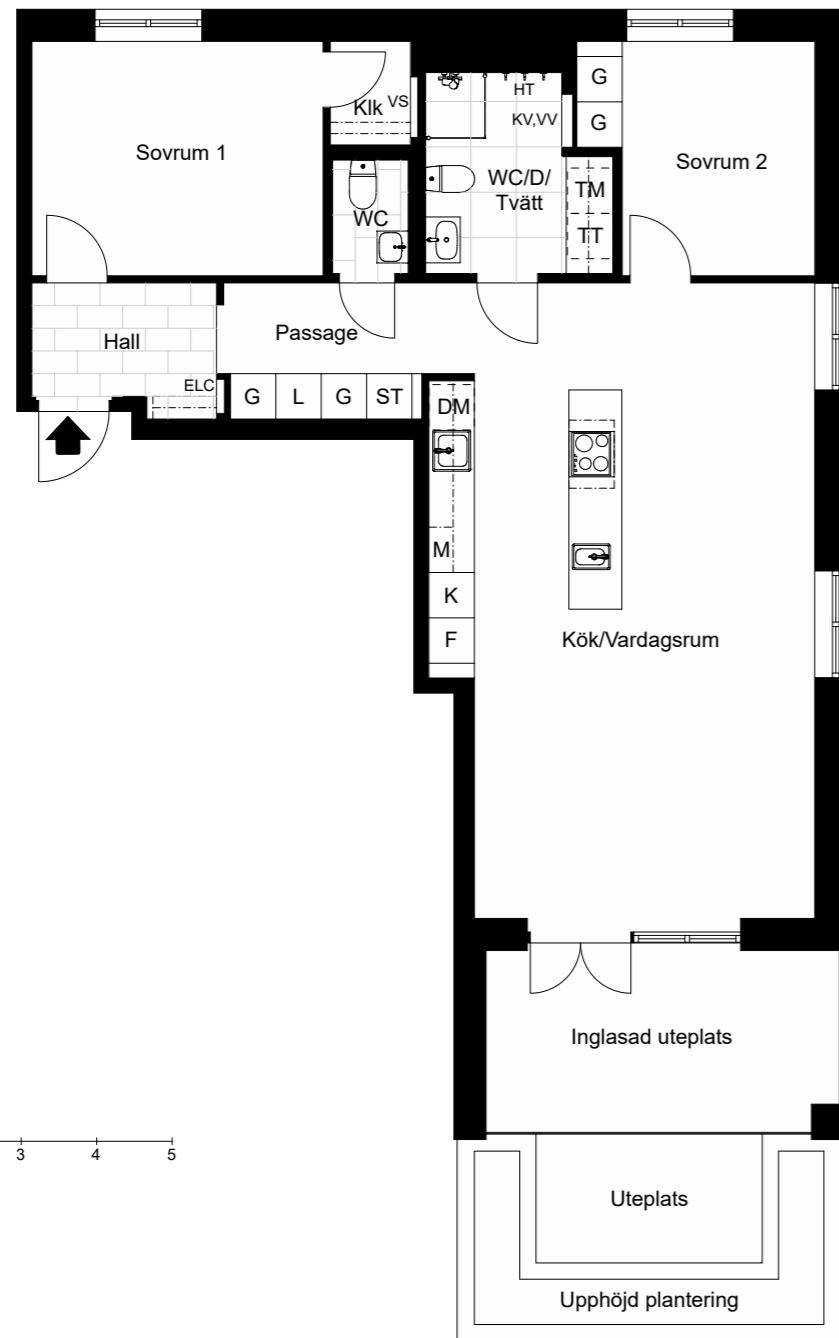 G
Klk VS
HT
KV,VV
G
Sovrum 1
Sovrum 2
WC/D/
Tvätt
TM
WC
TT
Passage
Hall
ELC
G
L
G
ST
DM
M
K
F
Kök/Vardagsrum
Inglasad uteplats
3
4
5
Uteplats
Upphöjd plantering